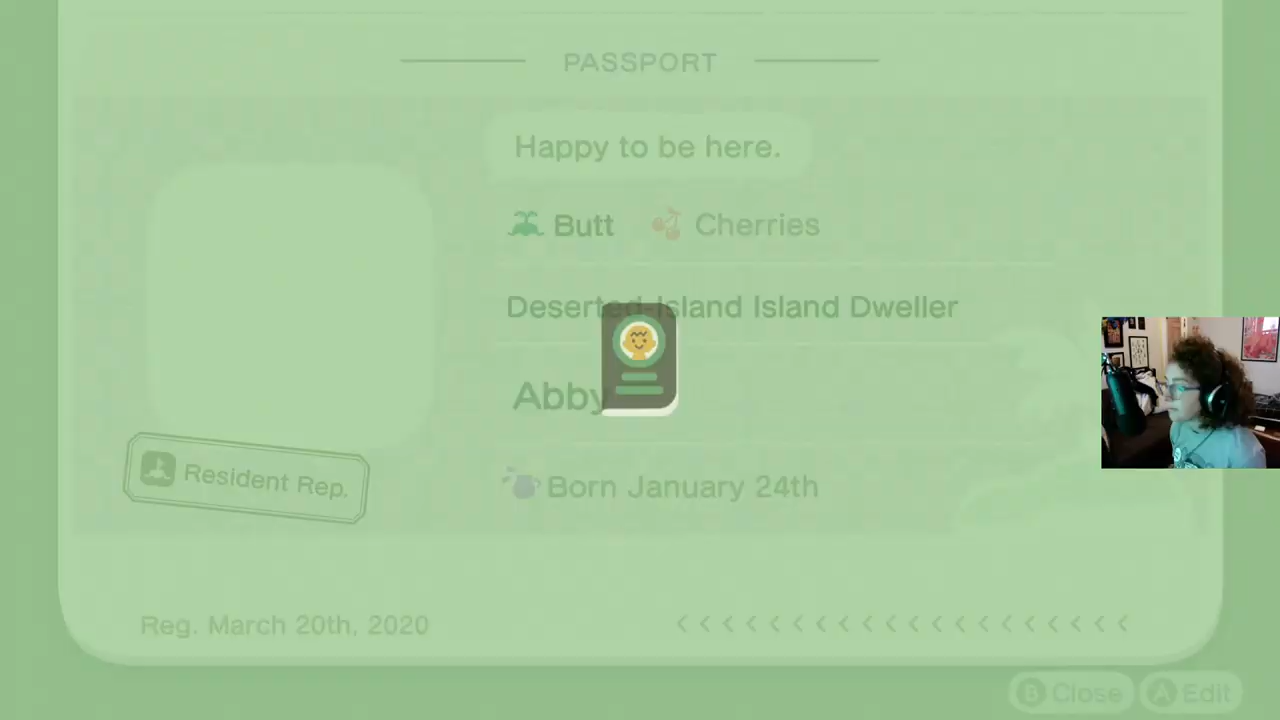 PASSPORT
Happy to be here.
Butt Cherries
Deserted-Island Island Dweller
Abby
Resident Rep.
Born January 24th
Reg. March 20th, 2020
<<<<<<<<<<<<<<<<<<<<
B Close A Edit